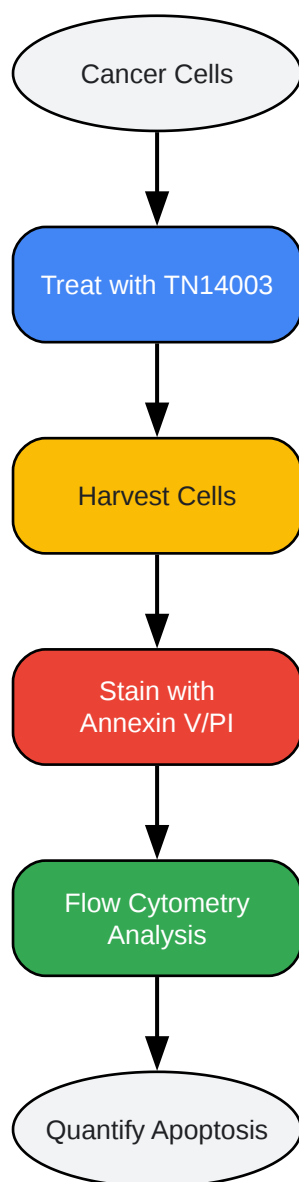 Cancer Cells
Treat with TN14003
Harvest Cells
Stain with
Annexin V/PI
Flow Cytometry
Analysis
Quantify Apoptosis